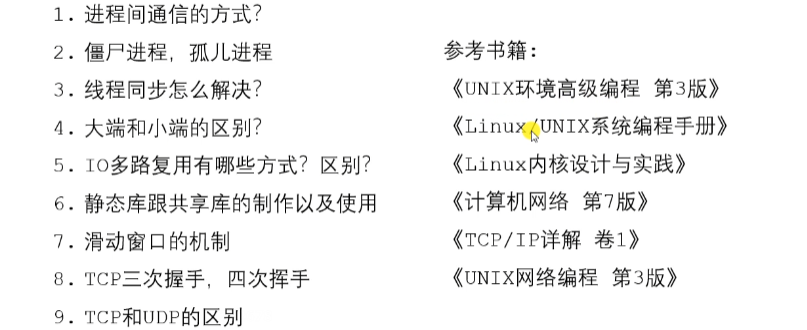 1. 进程间通信的方式？
2. 僵尸进程，孤儿进程
3. 线程同步怎么解决？
4. 大端和小端的区别？
5. IO多路复用有哪些方式？区别？
6. 静态库跟共享库的制作以及使用
7. 滑动窗口的机制
8. TCP三次握手，四次挥手
9. TCP和UDP的区别
参考书籍：
《UNIX环境高级编程 第3版》
《Linux/UNIX系统编程手册》
《Linux内核设计与实践》
《计算机网络 第7版》
《TCP/IP详解 卷1》
《UNIX网络编程 第3版》